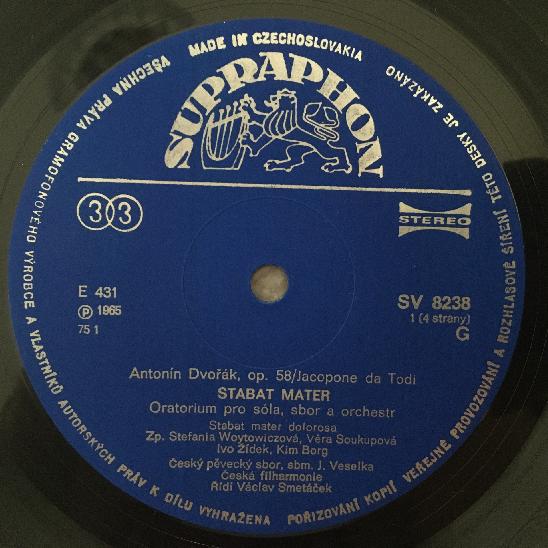 MADE IN CZECHOSLOVAKIA
SUPRAPHON
33
STEREO
E 431
℗ 1965
75 1
SV 8238
1 (4 strany)
G
Antonín Dvořák, op. 58/Jacopone da Todi
STABAT MATER
Oratorium pro sóla, sbor a orchestr
Stabat mater dolorosa
Zp. Stefania Woytowiczová, Věra Soukupová
Ivo Žídek, Kim Borg
Český pěvecký sbor, sbm. J. Veselka
Česká filharmonie
Řídí Václav Smetáček
VŠECHNA PRÁVA GRAMOFONOVÉHO VÝROBCE A VLASTNÍKŮ AUTORSKÝCH PRÁV K DÍLU VYHRAŽENA
POŘIZOVÁNÍ KOPIÍ VEŘEJNÉ PROVOZOVÁNÍ A ROZHLASOVÉ ŠÍŘENÍ TÉTO DESKY JE ZAKÁZÁNO